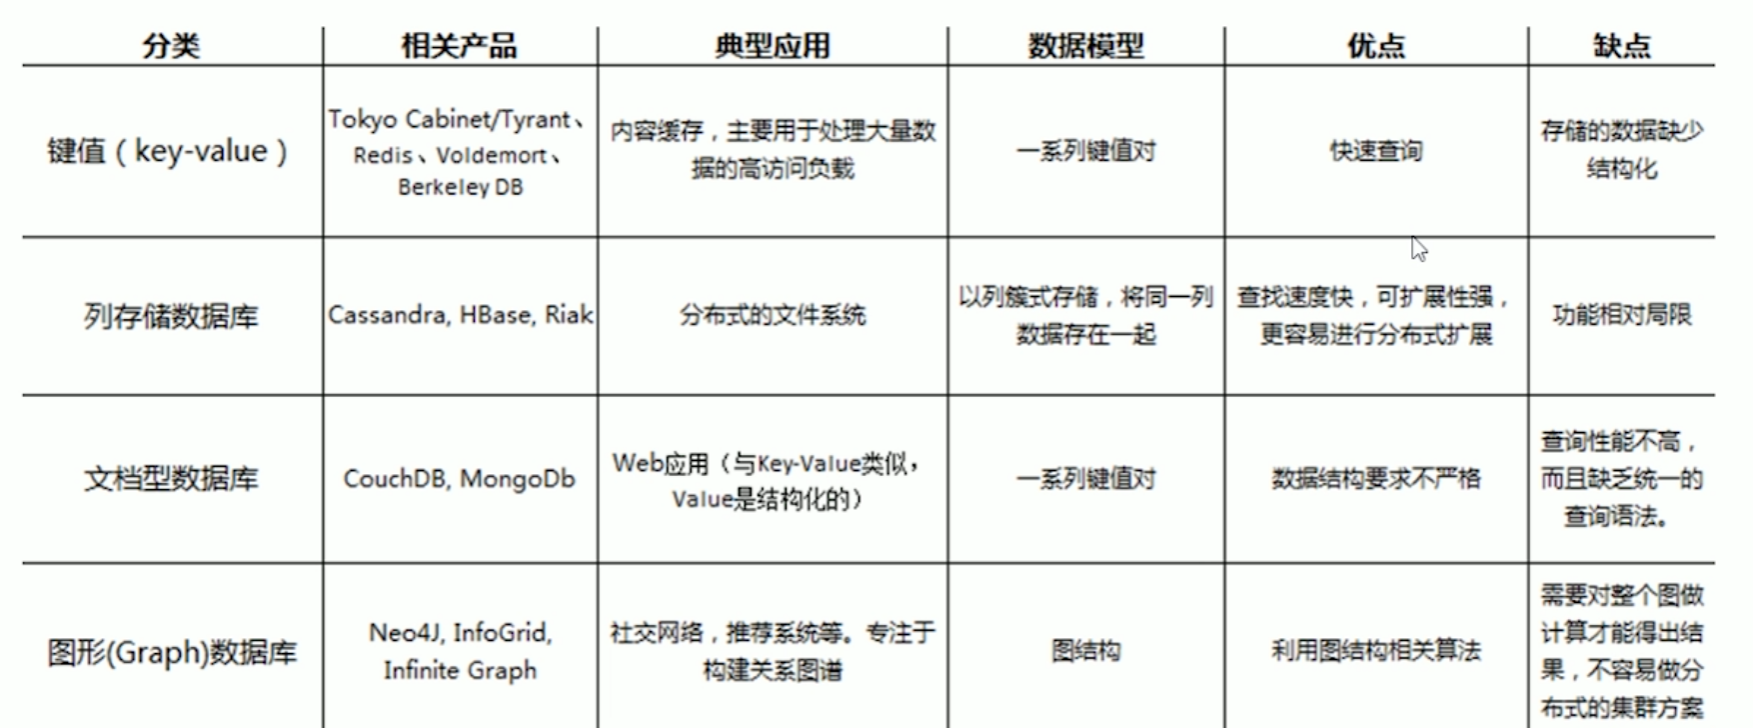 分类
相关产品
典型应用
数据模型
优点
缺点
键值（key-value）
Tokyo Cabinet/Tyrant、
Redis、Voldemort、
Berkeley DB
内容缓存，主要用于处理大量数
据的高访问负载
一系列键值对
快速查询
存储的数据缺少
结构化
列存储数据库
Cassandra, HBase, Riak
分布式的文件系统
以列簇式存储，将同一列
数据存在一起
查找速度快，可扩展性强，
更容易进行分布式扩展
功能相对局限
文档型数据库
CouchDB, MongoDb
Web应用（与Key-Value类似，
Value是结构化的）
一系列键值对
数据结构要求不严格
查询性能不高，
而且缺乏统一的
查询语法。
图形(Graph)数据库
Neo4J, InfoGrid,
Infinite Graph
社交网络，推荐系统等。专注于
构建关系图谱
图结构
利用图结构相关算法
需要对整个图做
计算才能得出结
果，不容易做分
布式的集群方案